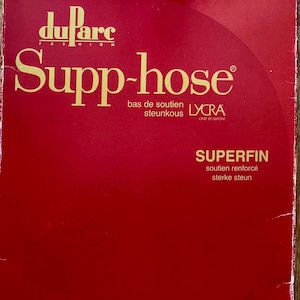 duParc
FASHION
Supp-hose®
bas de soutien
steunkous LYCRA
SUPERFIN
soutien renforcé
sterke steun